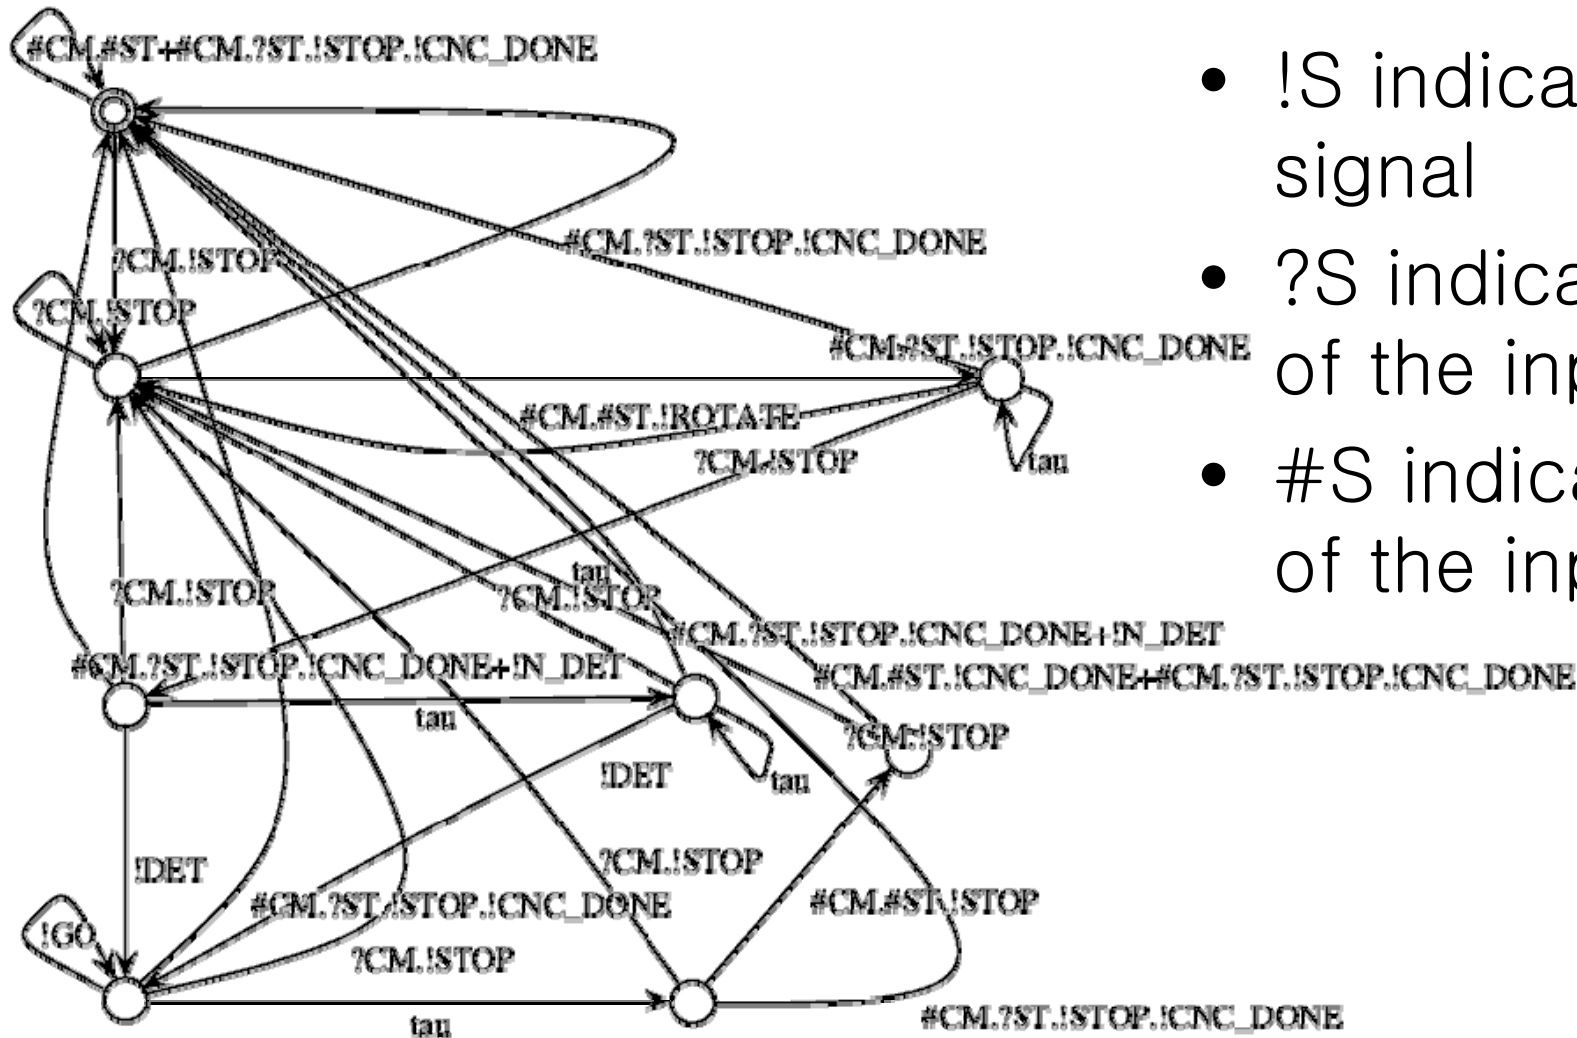 #CM.#ST+#CM.?ST.!STOP.!CNC_DONE
?CM.!STOP
#CM.?ST.!STOP.!CNC_DONE
?CM.!STOP
#CM.?ST.!STOP.!CNC_DONE
#CM.#ST.!ROTATE
?CM.!STOP
tau
tau
?CM.!STOP
?CM.!STOP
#CM.?ST.!STOP.!CNC_DONE+!N_DET
#CM.?ST.!STOP.!CNC_DONE+!N_DET
#CM.#ST.!CNC_DONE+#CM.?ST.!STOP.!CNC_DONE
tau
?CM.!STOP
!DET
tau
!DET
?CM.!STOP
#CM.?ST.!STOP.!CNC_DONE
#CM.#ST.!STOP
!GO
?CM.!STOP
tau
#CM.?ST.!STOP.!CNC_DONE
• !S indica
signal
• ?S indica
of the inp
• #S indica
of the inp